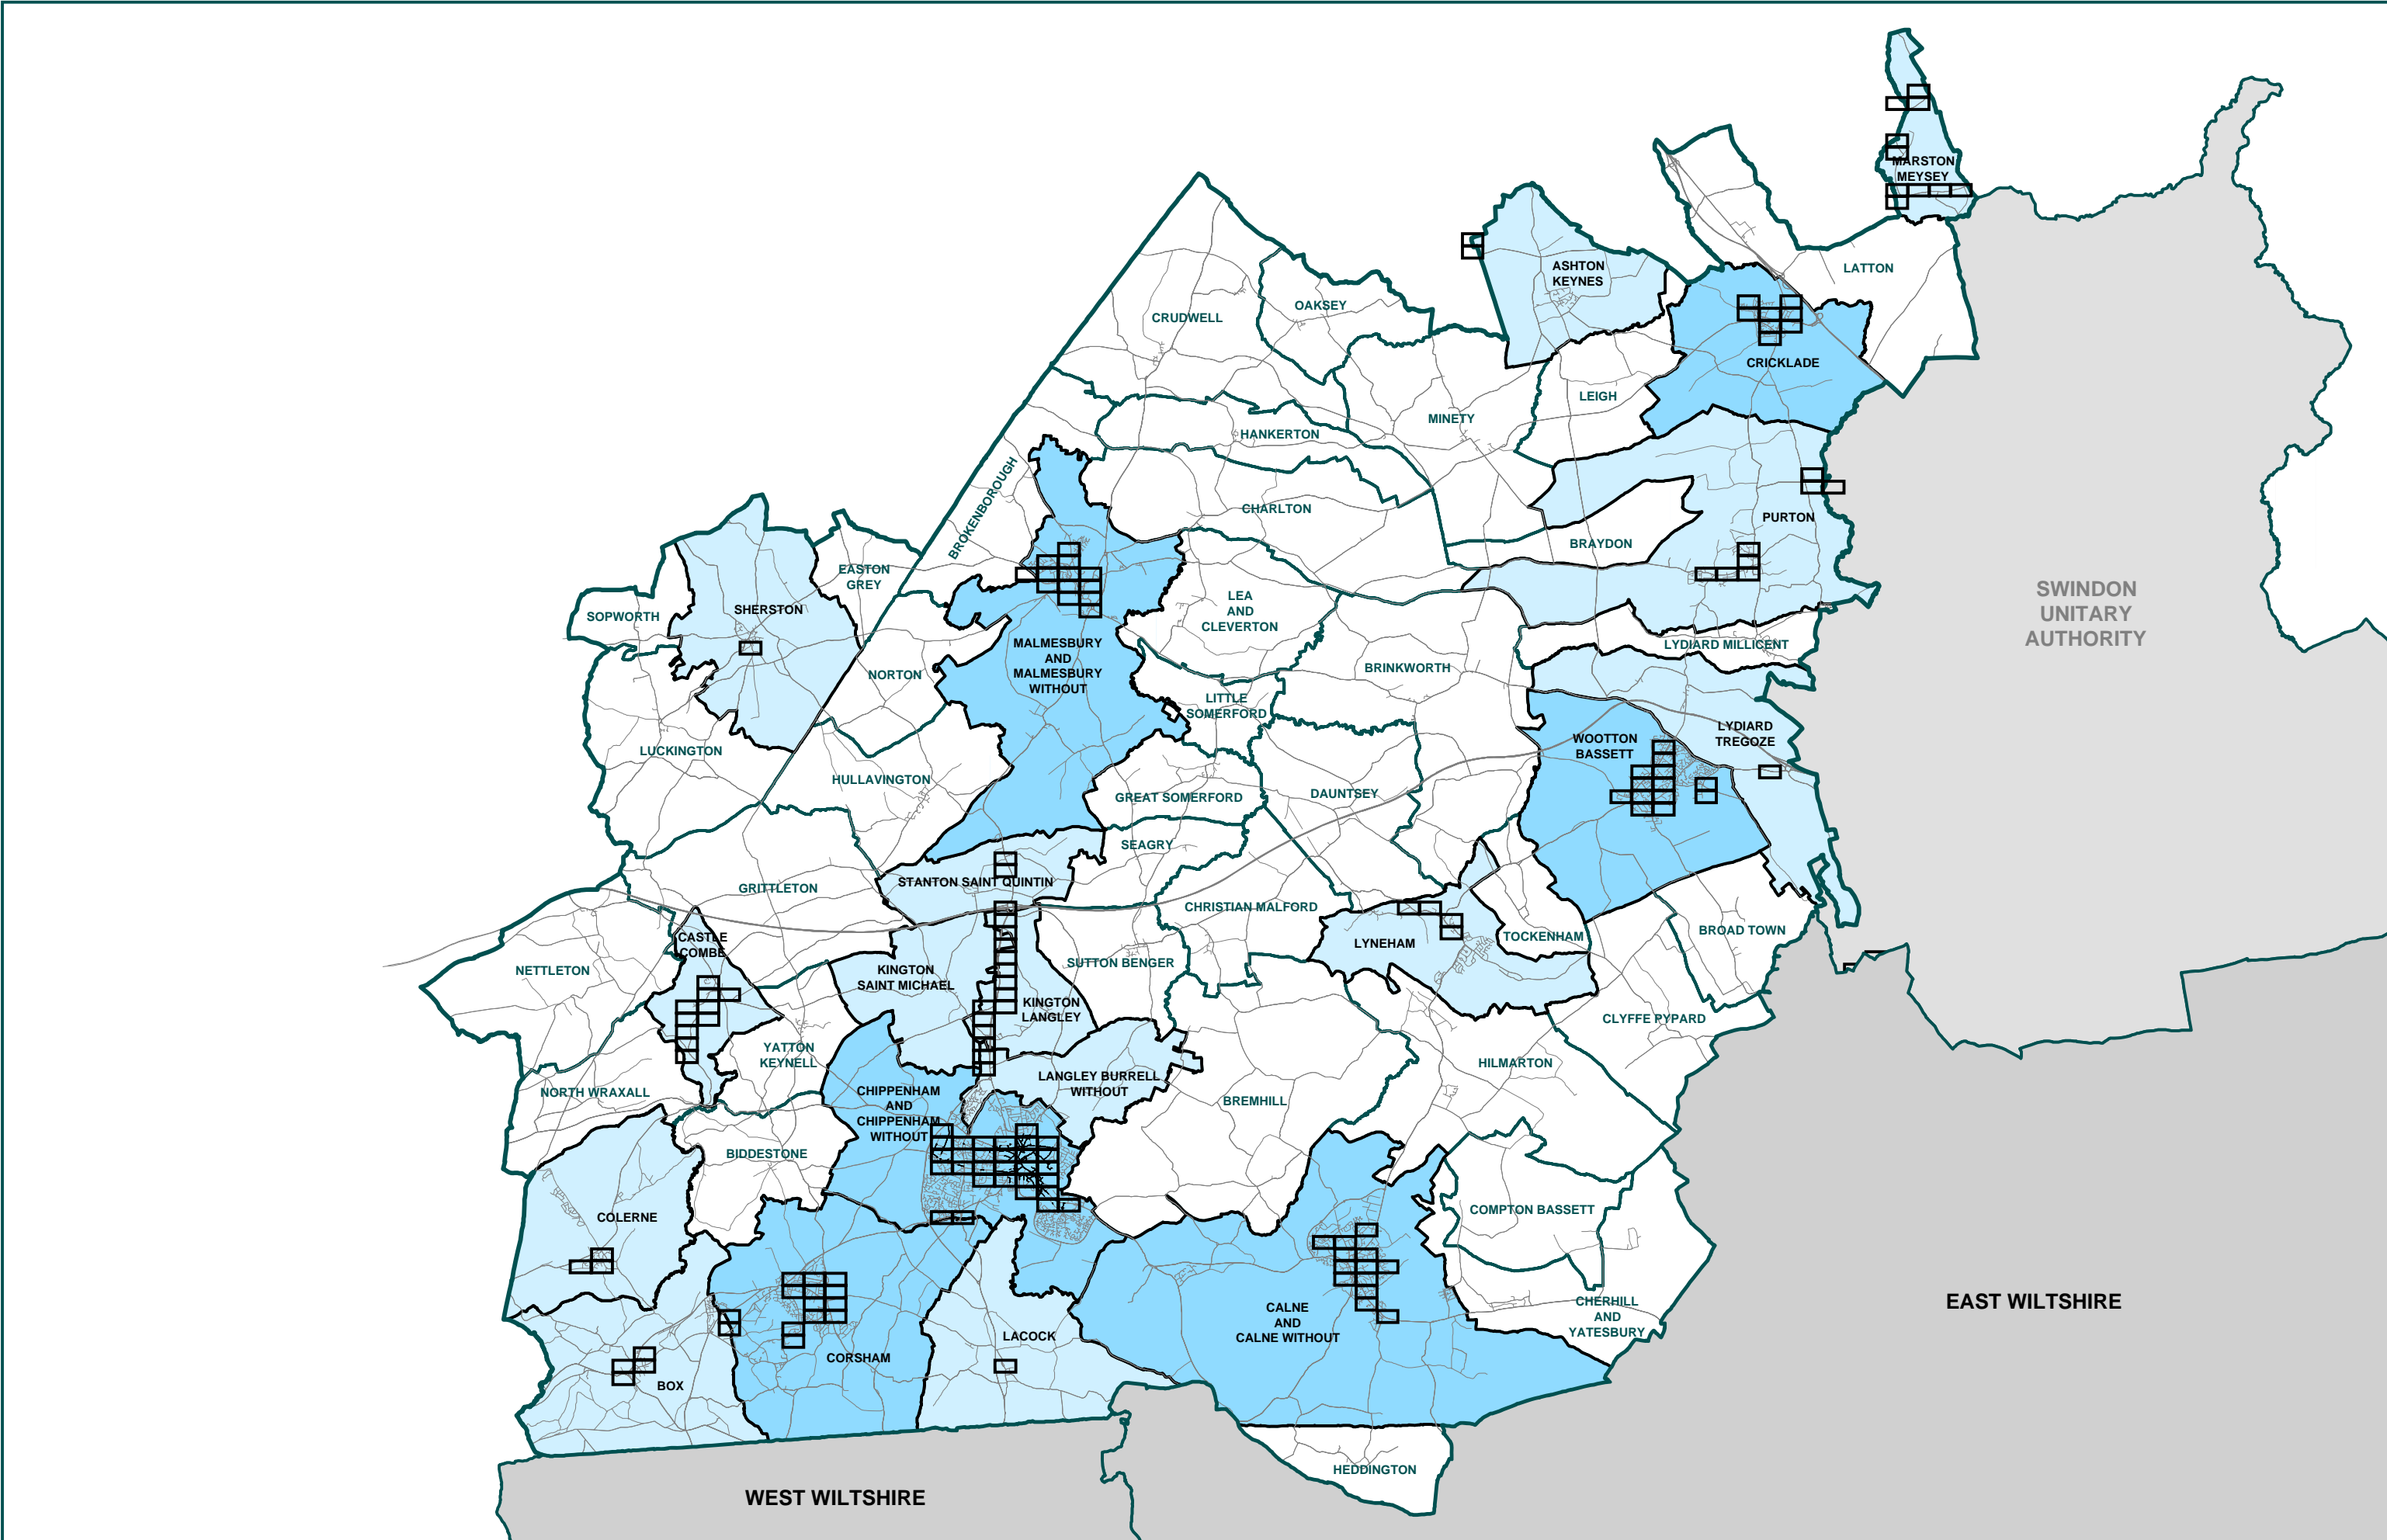 MARSTON
MEYSEY
LATTON
ASHTON
KEYNES
OAKSEY
CRUDWELL
CRICKLADE
LEIGH
MINETY
HANKERTON
BROKENBOROUGH
CHARLTON
PURTON
BRAYDON
EASTON
GREY
SHERSTON
SOPWORTH
LEA
AND
CLEVERTON
SWINDON
UNITARY
AUTHORITY
MALMESBURY
AND
MALMESBURY
WITHOUT
LYDIARD MILLICENT
BRINKWORTH
NORTON
LITTLE
SOMERFORD
LYDIARD
TREGOZE
WOOTTON
BASSETT
LUCKINGTON
HULLAVINGTON
GREAT SOMERFORD
DAUNTSEY
SEAGRY
STANTON SAINT QUINTIN
GRITTLETON
CHRISTIAN MALFORD
BROAD TOWN
TOCKENHAM
LYNEHAM
CASTLE
COMBE
NETTLETON
SUTTON BENGER
KINGTON
SAINT MICHAEL
KINGTON
LANGLEY
CLYFFE PYPARD
YATTON
KEYNELL
HILMARTON
NORTH WRAXALL
LANGLEY BURRELL
WITHOUT
CHIPPENHAM
AND
CHIPPENHAM
WITHOUT
BREMHILL
BIDDESTONE
COLERNE
COMPTON BASSETT
CHERHILL
AND
YATESBURY
EAST WILTSHIRE
CALNE
AND
CALNE WITHOUT
LACOCK
CORSHAM
BOX
HEDDINGTON
WEST WILTSHIRE